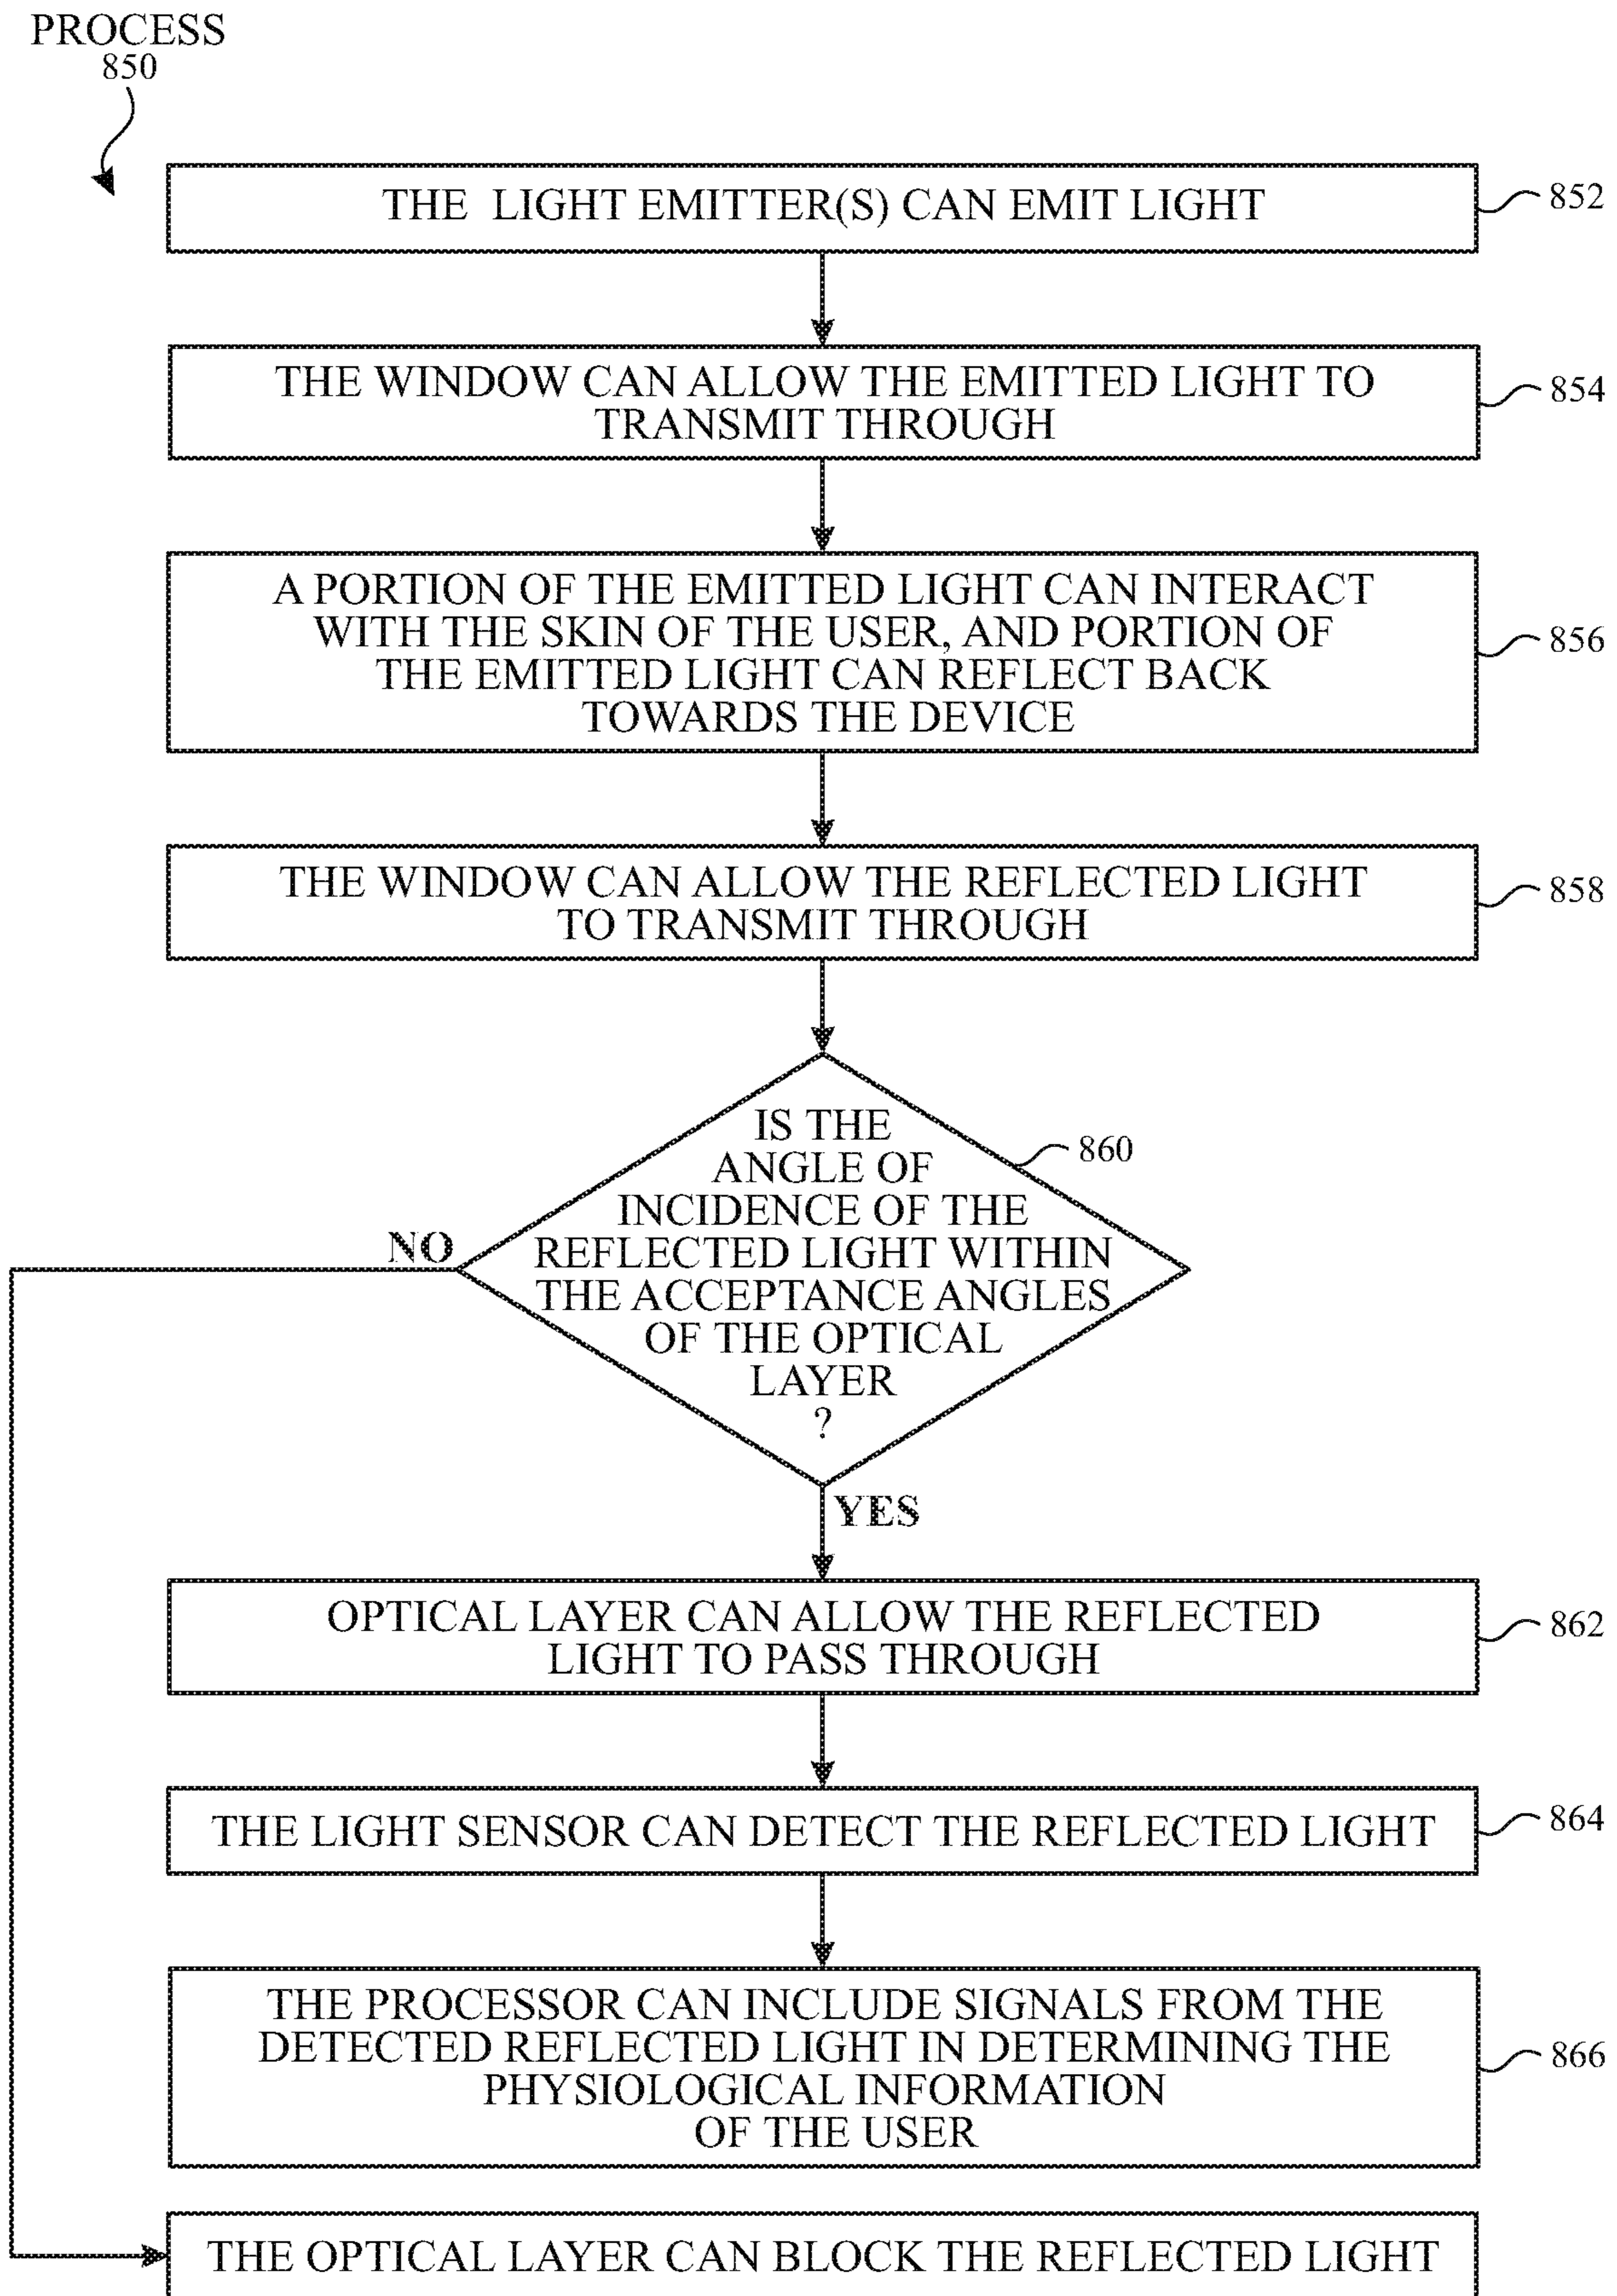 PROCESS
850
THE LIGHT EMITTER(S) CAN EMIT LIGHT
852
THE WINDOW CAN ALLOW THE EMITTED LIGHT TO
TRANSMIT THROUGH
854
A PORTION OF THE EMITTED LIGHT CAN INTERACT
WITH THE SKIN OF THE USER, AND PORTION OF
THE EMITTED LIGHT CAN REFLECT BACK
TOWARDS THE DEVICE
856
THE WINDOW CAN ALLOW THE REFLECTED LIGHT
TO TRANSMIT THROUGH
858
IS THE
ANGLE OF
INCIDENCE OF THE
REFLECTED LIGHT WITHIN
THE ACCEPTANCE ANGLES
OF THE OPTICAL
LAYER
?
860
NO
YES
OPTICAL LAYER CAN ALLOW THE REFLECTED
LIGHT TO PASS THROUGH
862
THE LIGHT SENSOR CAN DETECT THE REFLECTED LIGHT
864
THE PROCESSOR CAN INCLUDE SIGNALS FROM THE
DETECTED REFLECTED LIGHT IN DETERMINING THE
PHYSIOLOGICAL INFORMATION
OF THE USER
866
THE OPTICAL LAYER CAN BLOCK THE REFLECTED LIGHT